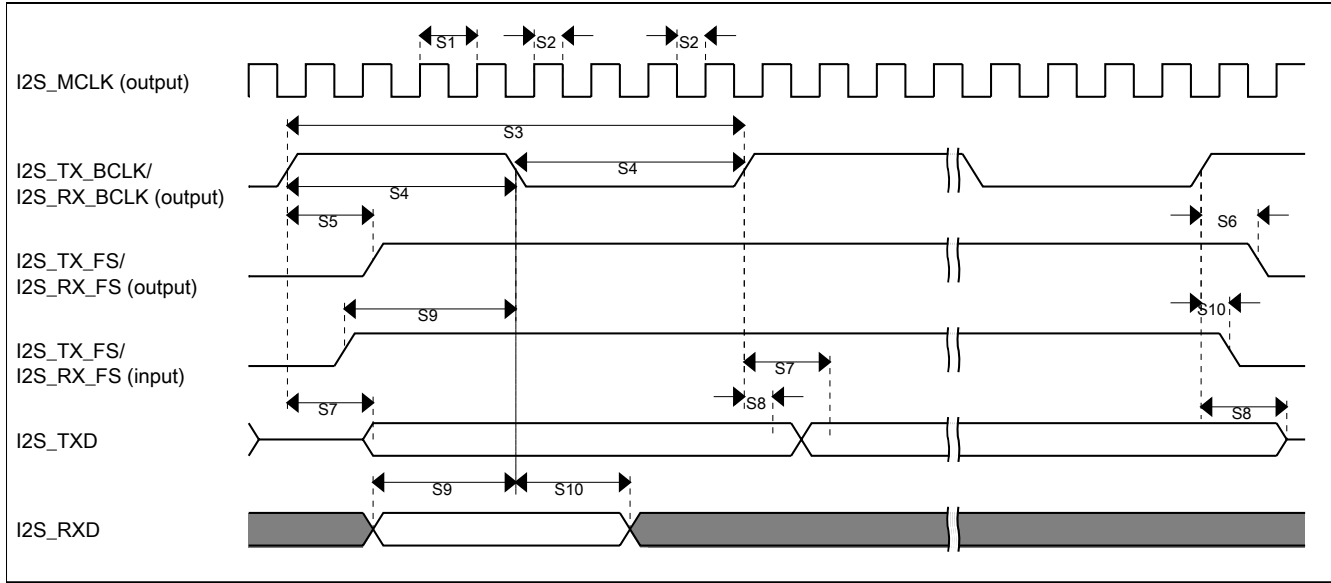 S1
S2
S2
I2S_MCLK (output)
S3
I2S_TX_BCLK/
I2S_RX_BCLK (output)
S4
S4
S5
S6
I2S_TX_FS/
I2S_RX_FS (output)
S9
S10
I2S_TX_FS/
I2S_RX_FS (input)
S7
S7
S8
S8
I2S_TXD
S9
S10
I2S_RXD